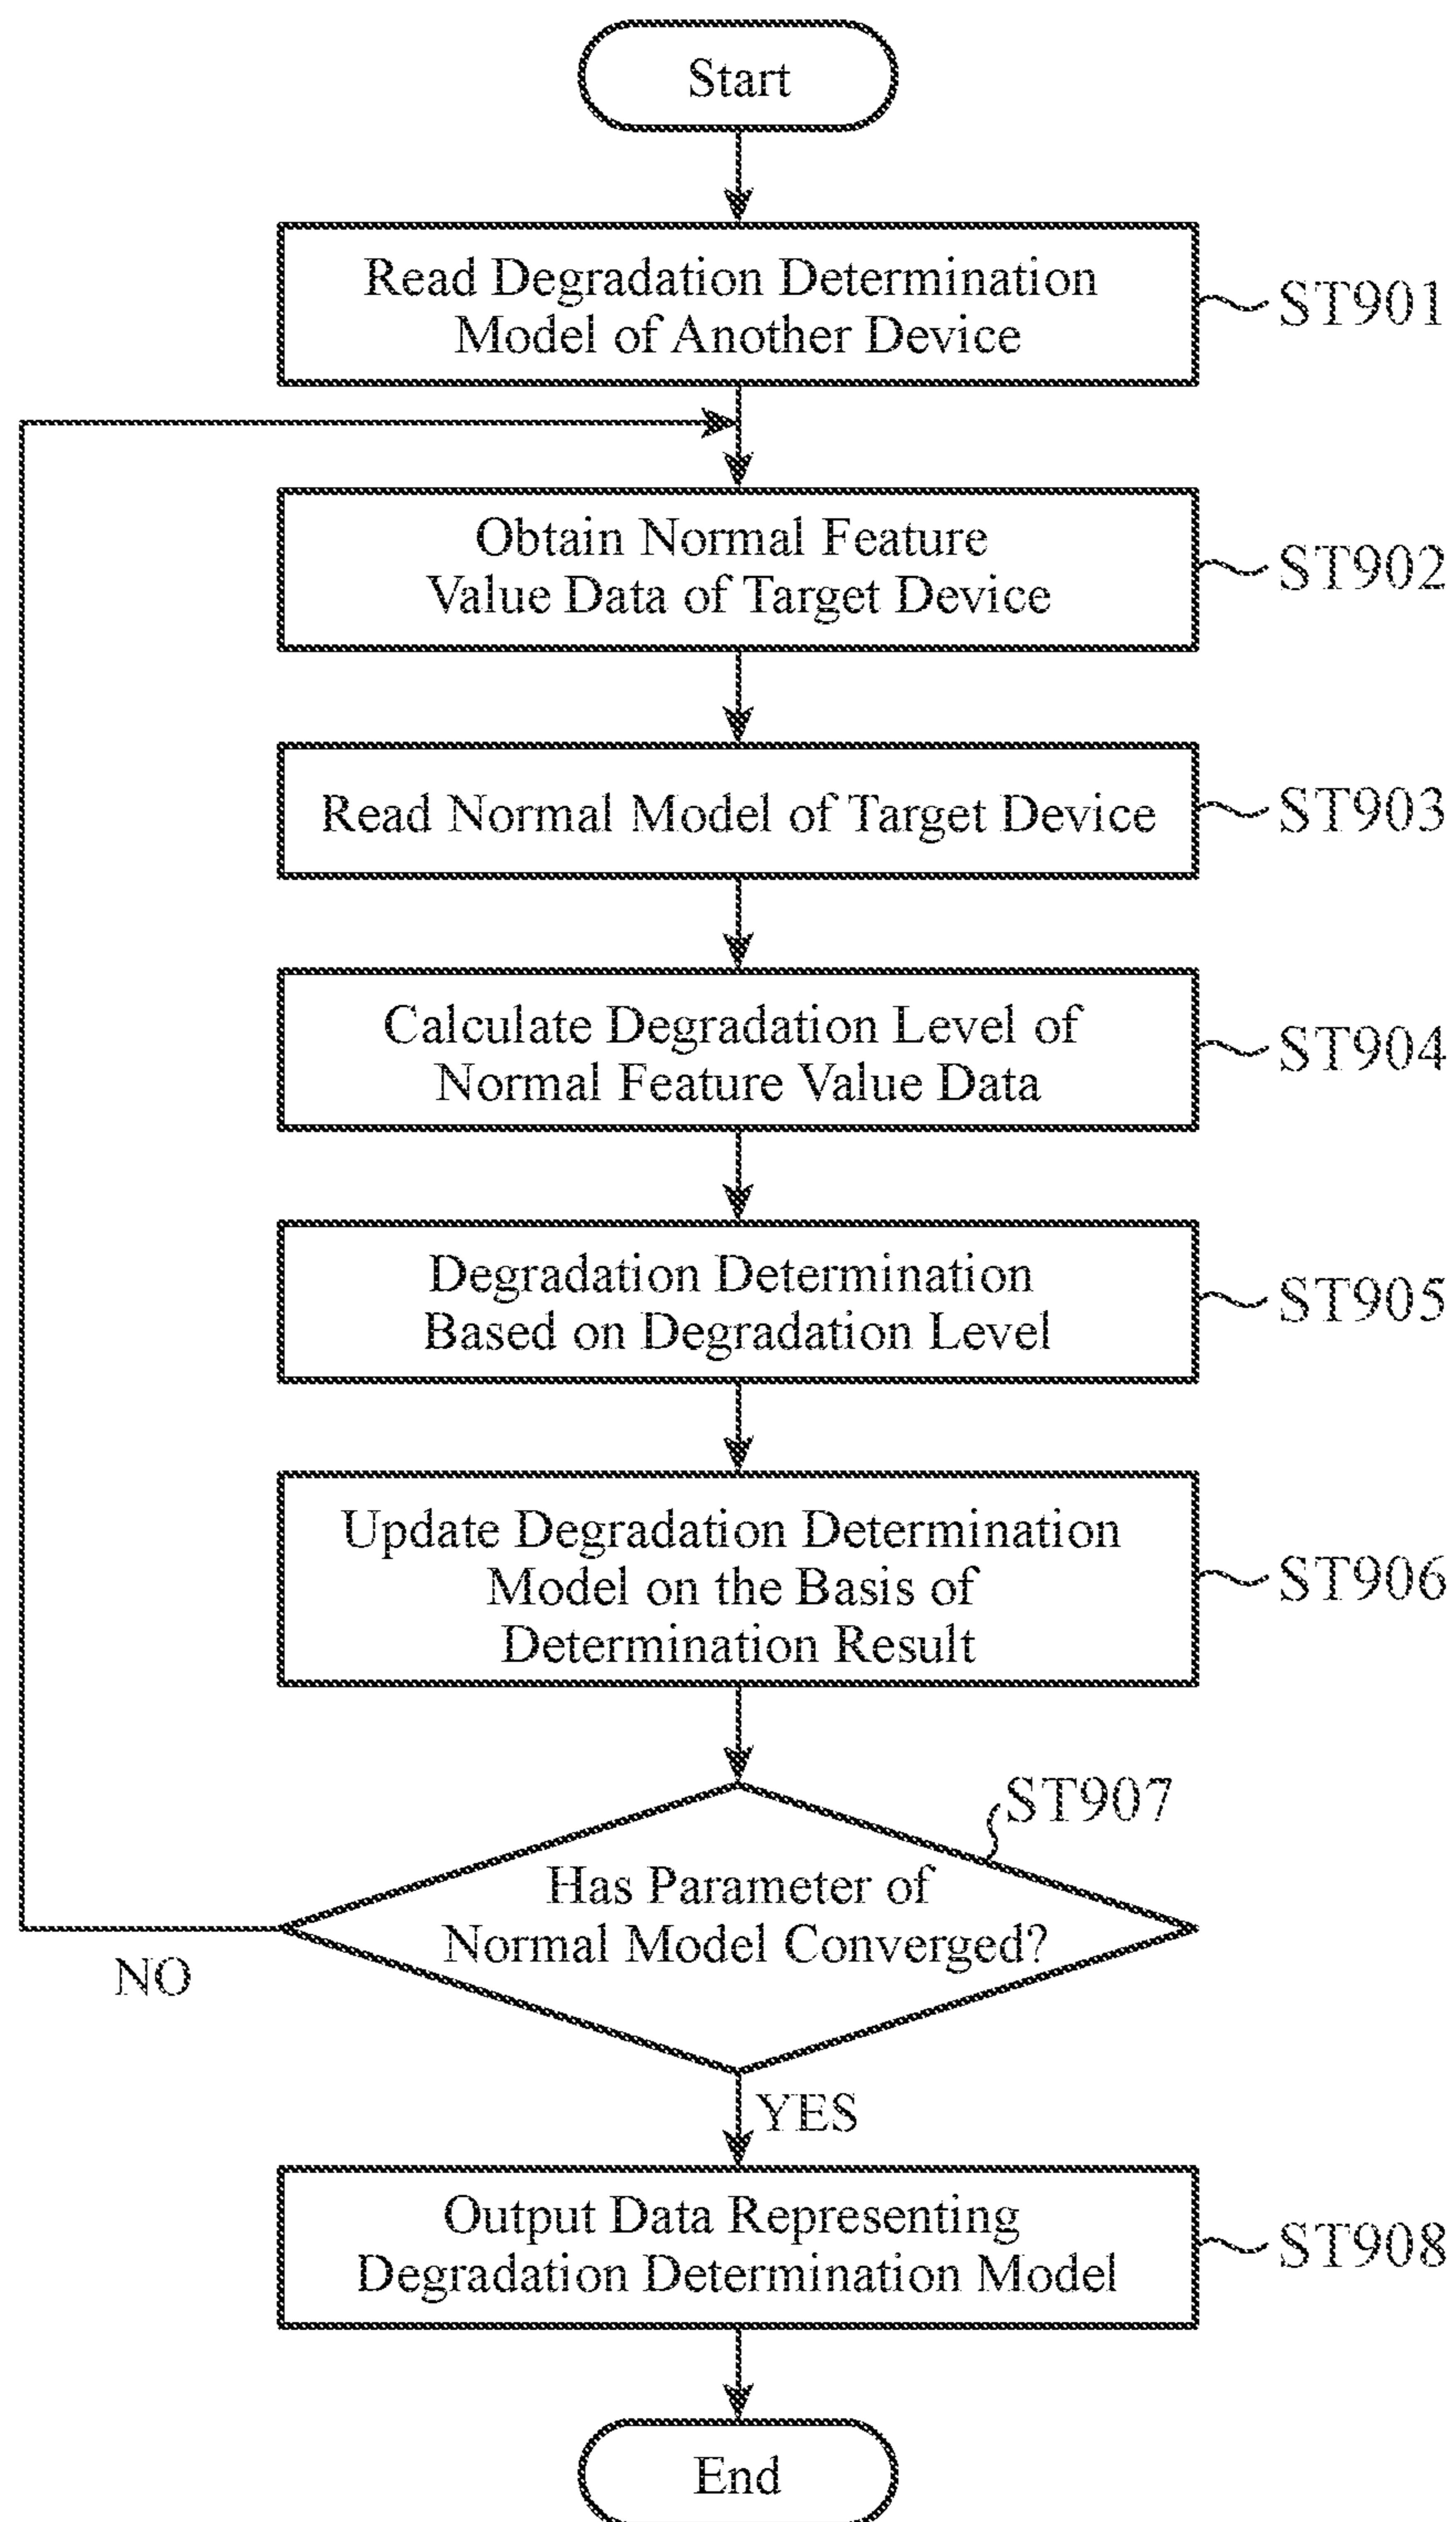 Start
Read Degradation Determination
Model of Another Device
ST901
Obtain Normal Feature
Value Data of Target Device
ST902
Read Normal Model of Target Device
ST903
Calculate Degradation Level of
Normal Feature Value Data
ST904
Degradation Determination
Based on Degradation Level
ST905
Update Degradation Determination
Model on the Basis of
Determination Result
ST906
ST907
Has Parameter of
Normal Model Converged?
NO
YES
Output Data Representing
Degradation Determination Model
ST908
End